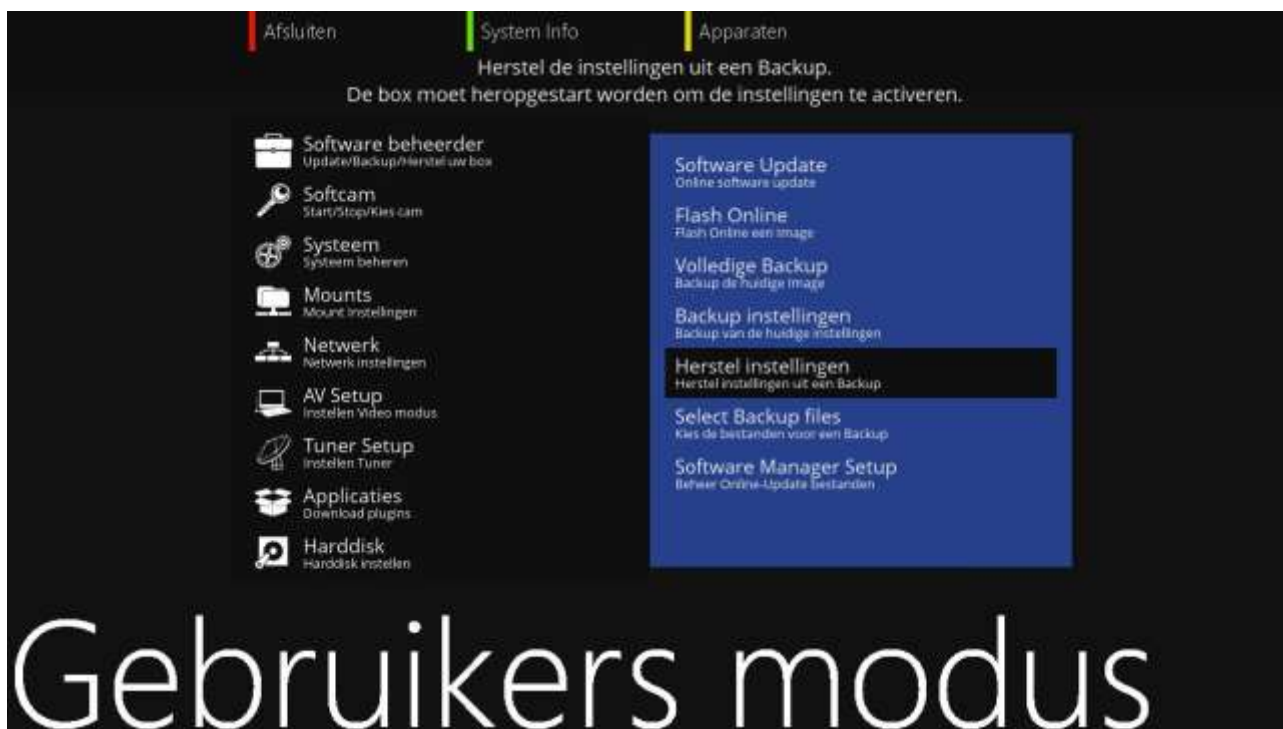 Afsluiten
System Info
Apparaten
Herstel de instellingen uit een Backup.
De box moet heropgestart worden om de instellingen te activeren.
Software beheerder
Update/Backup/Herstel uw box
Softcam
Start/Stop/Kies cam
Systeem
Systeem beheren
Mounts
Mount Instellingen
Netwerk
Netwerk instellingen
AV Setup
Instellen Video modus
Tuner Setup
Instellen Tuner
Applicaties
Download plugins
Harddisk
Harddisk instellen
Software Update
Online software update
Flash Online
Flash Online een Image
Volledige Backup
Backup de huidige Image
Backup instellingen
Backup van de huidige instellingen
Herstel instellingen
Herstel instellingen uit een Backup
Select Backup files
Kies de bestanden voor een Backup
Software Manager Setup
Beheer Online-Update bestanden
Gebruikers modus